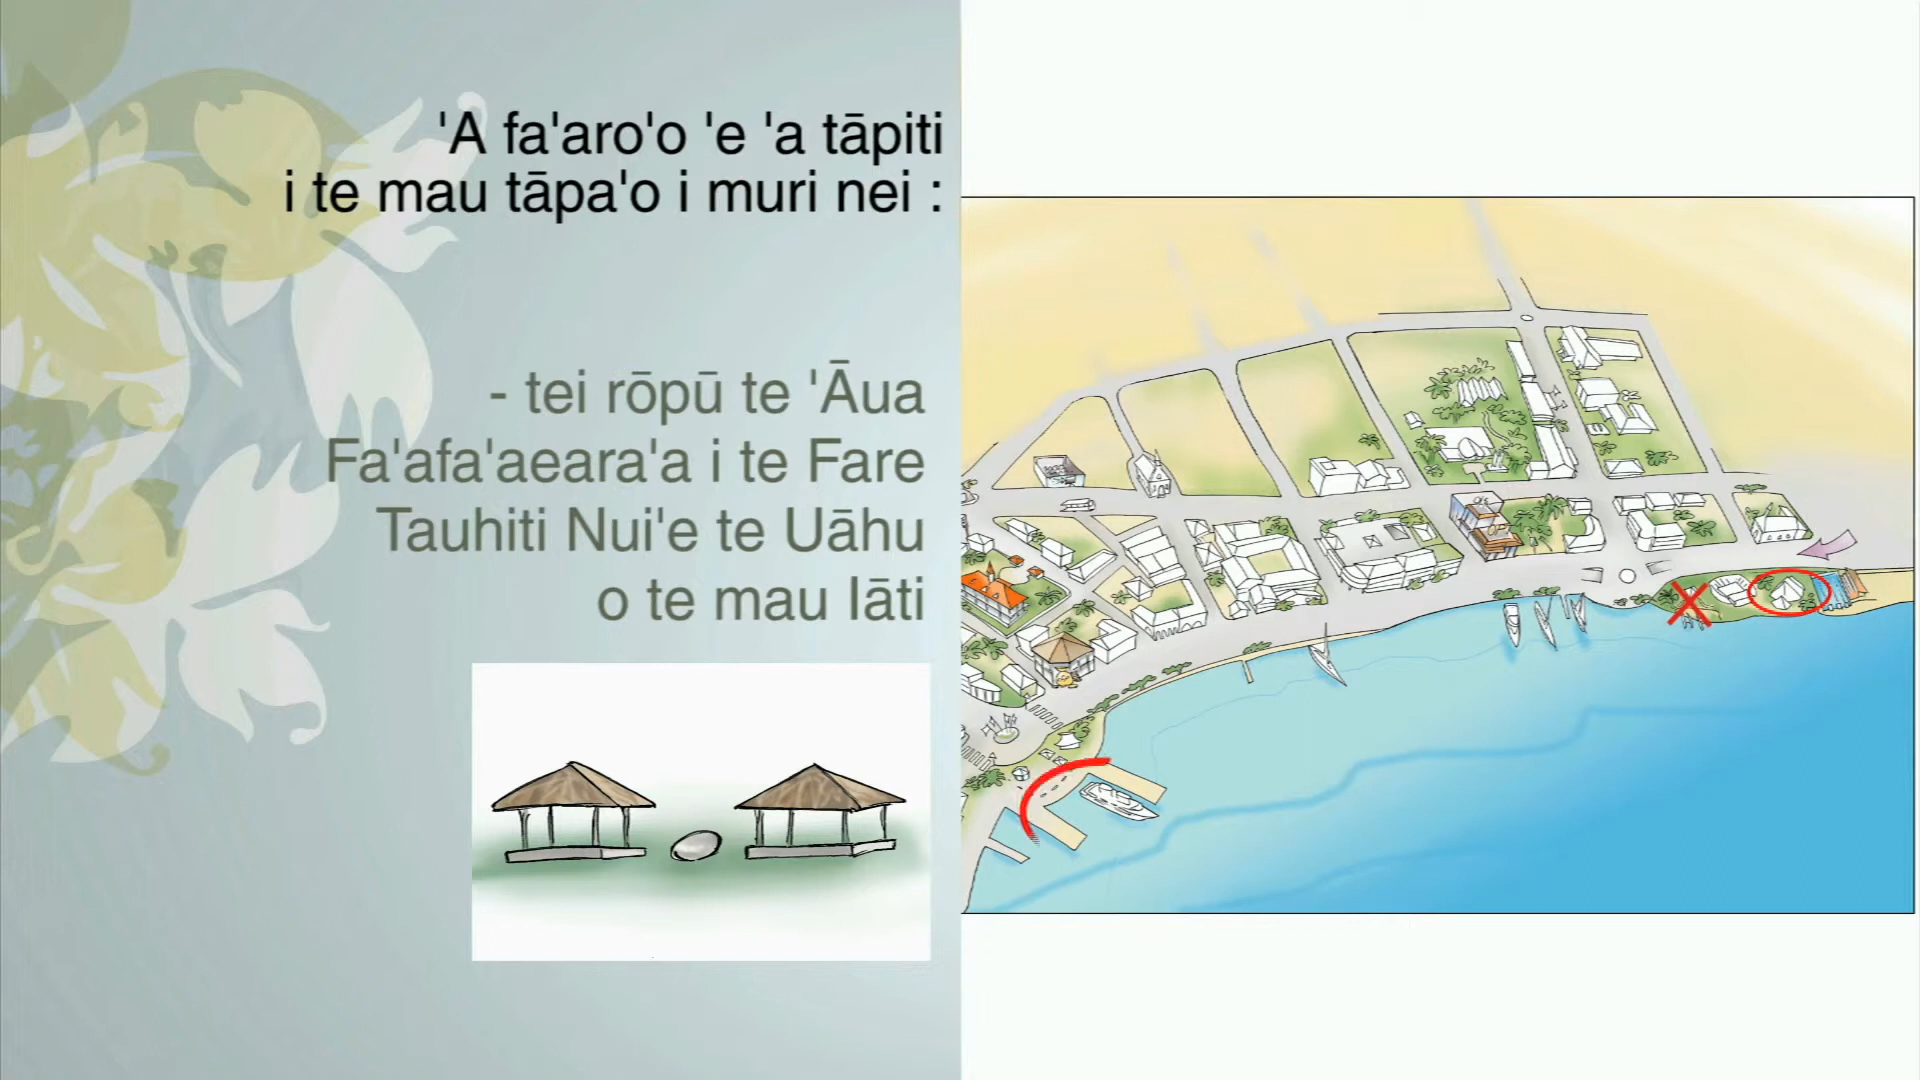 'A fa'aro'o 'e 'a tāpiti
i te mau tāpa'o i muri nei :
- tei rōpū te 'Āua
Fa'afa'aeara'a i te Fare
Tauhiti Nui'e te Uāhu
o te mau Iāti